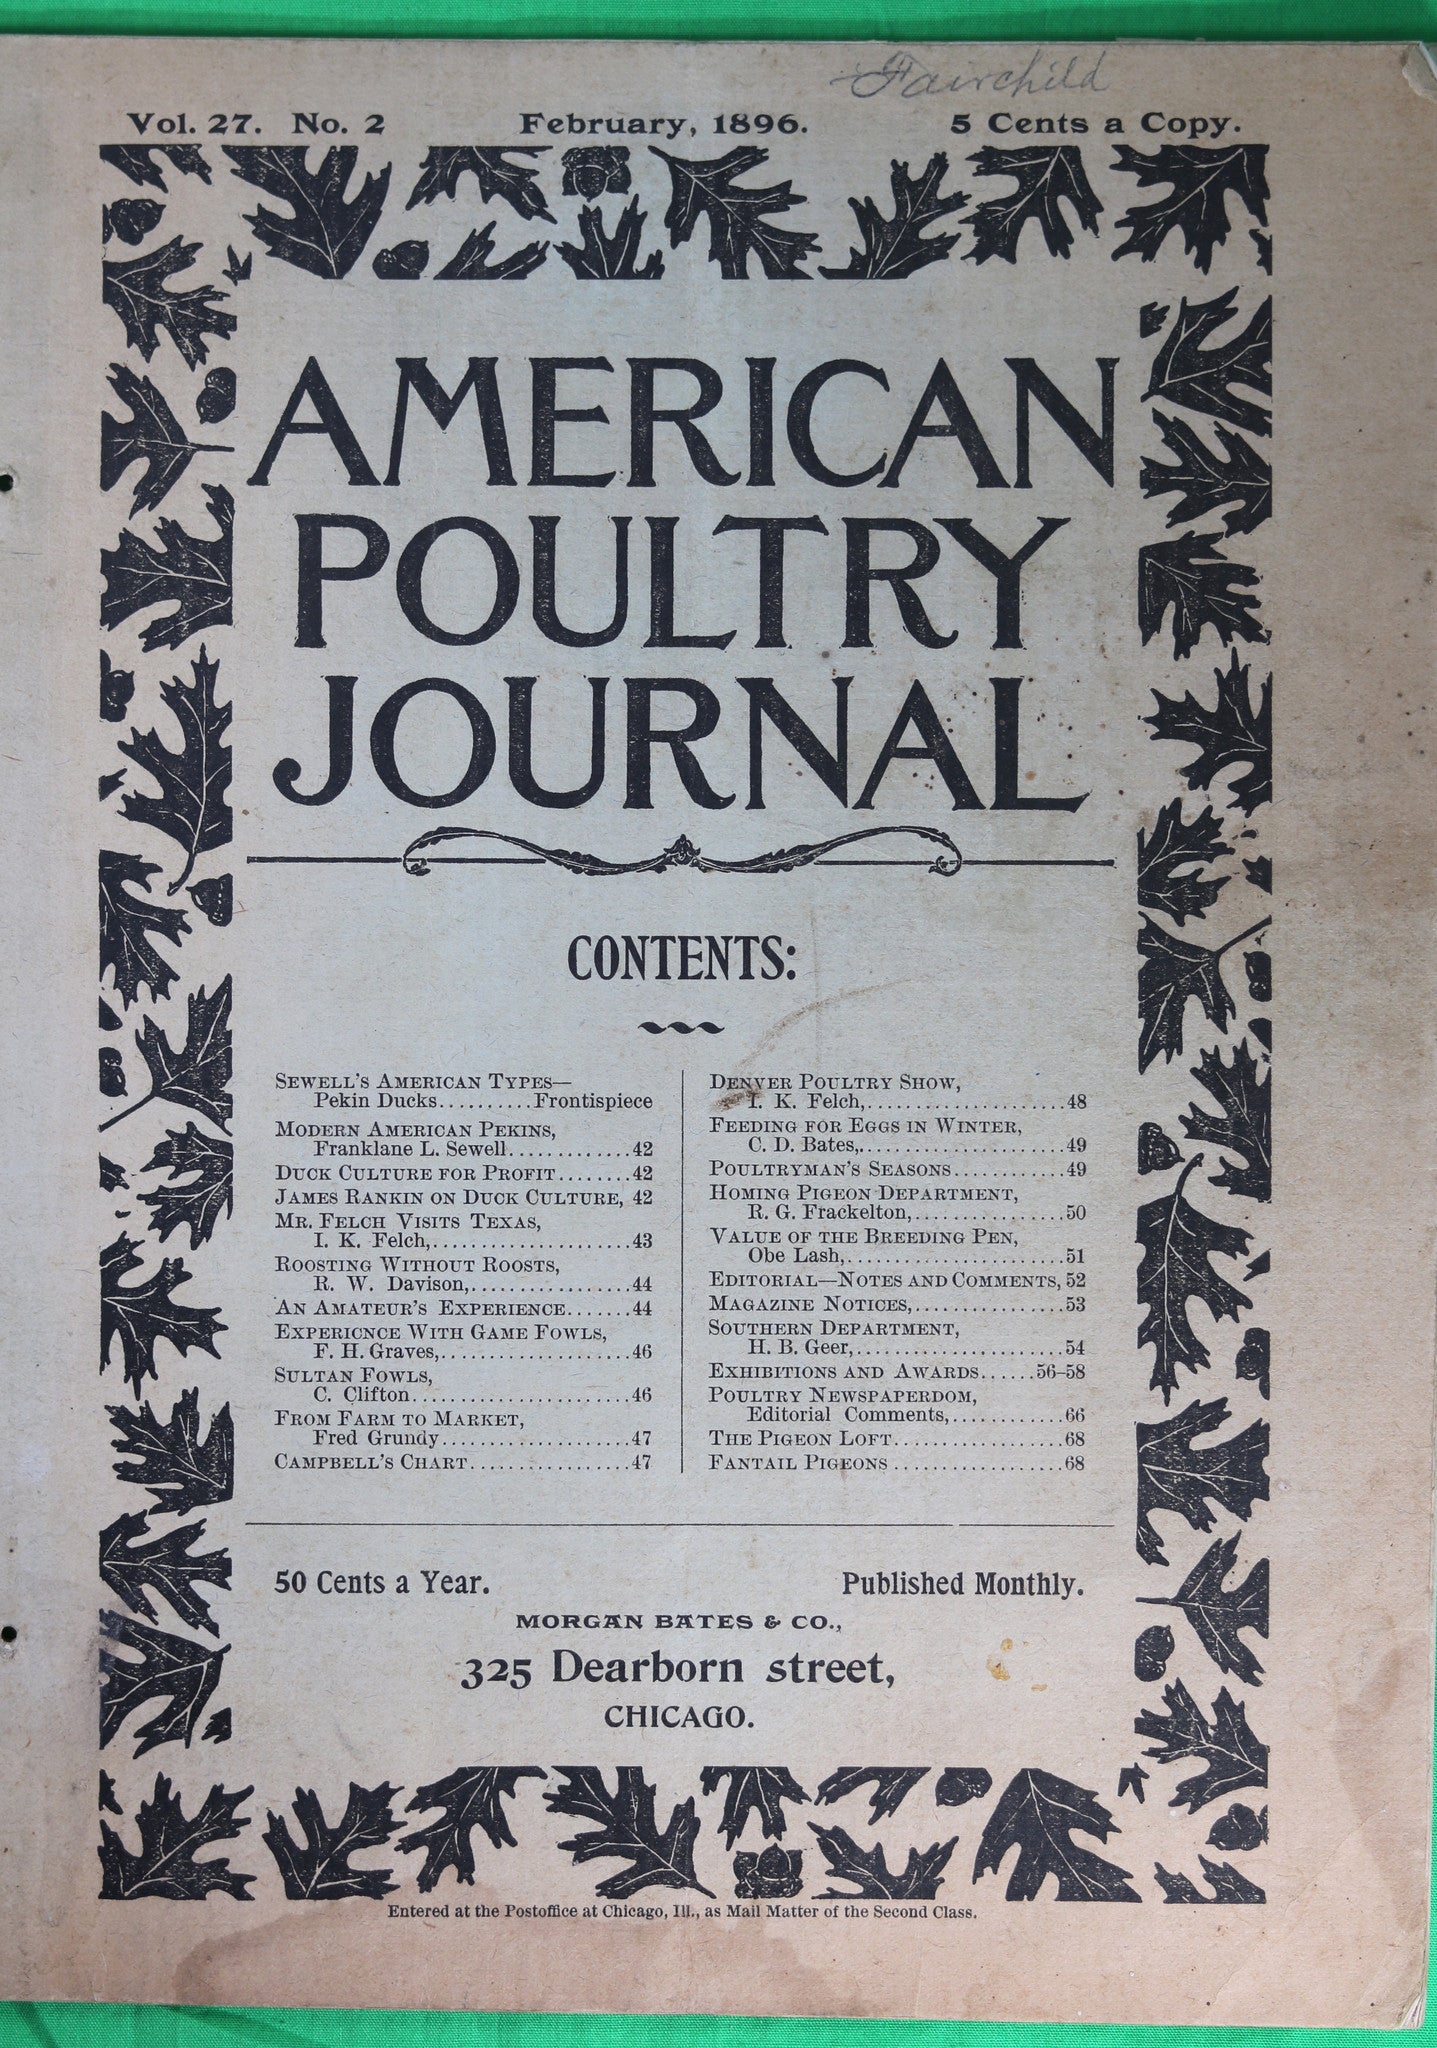 Fairchild
Vol. 27. No. 2 February, 1896. 5 Cents a Copy.
AMERICAN
POULTRY
JOURNAL
CONTENTS:
SEWELL'S AMERICAN TYPES—
Pekin Ducks..........Frontispiece
MODERN AMERICAN PEKINS,
Franklane L. Sewell.............42
DUCK CULTURE FOR PROFIT........42
JAMES RANKIN ON DUCK CULTURE, 42
MR. FELCH VISITS TEXAS,
I. K. Felch,.....................43
ROOSTING WITHOUT ROOSTS,
R. W. Davison,.................44
AN AMATEUR'S EXPERIENCE.......44
EXPERICNCE WITH GAME FOWLS,
F. H. Graves,....................46
SULTAN FOWLS,
C. Clifton.......................46
FROM FARM TO MARKET,
Fred Grundy....................47
CAMPBELL'S CHART.................47
DENVER POULTRY SHOW,
I. K. Felch,.....................48
FEEDING FOR EGGS IN WINTER,
C. D. Bates,.....................49
POULTRYMAN'S SEASONS............49
HOMING PIGEON DEPARTMENT,
R. G. Frackelton,................50
VALUE OF THE BREEDING PEN,
Obe Lash,.......................51
EDITORIAL—NOTES AND COMMENTS, 52
MAGAZINE NOTICES,................53
SOUTHERN DEPARTMENT,
H. B. Geer,......................54
EXHIBITIONS AND AWARDS......56-58
POULTRY NEWSPAPERDOM,
Editorial Comments,............66
THE PIGEON LOFT..................68
FANTAIL PIGEONS..................68
50 Cents a Year. Published Monthly.
MORGAN BATES & CO.,
325 Dearborn street,
CHICAGO.
Entered at the Postoffice at Chicago, Ill., as Mail Matter of the Second Class.